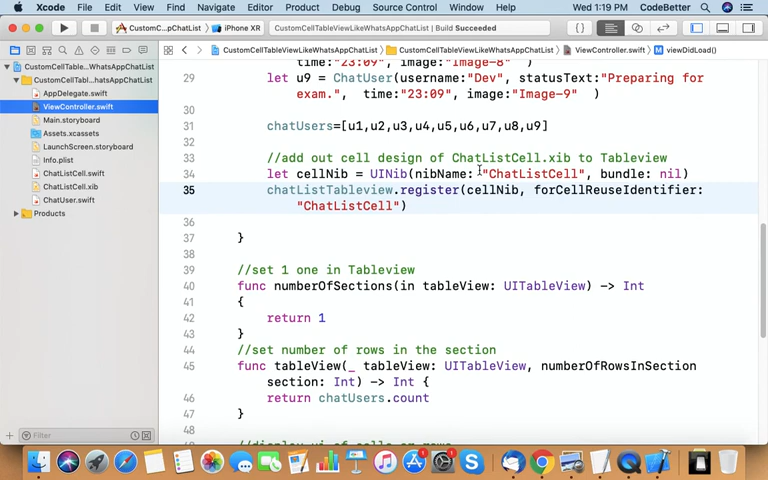 Xcode File Edit View Find Navigate Editor Product Debug Source Control Window Help Wed 1:19 PM CodeBetter
CustomC...pChatList iPhone XR CustomCellTableViewLikeWhatsAppChatList | Build Succeeded
CustomCellTableViewLikeWhatsAppChatList CustomCellTableViewLikeWhatsAppChatList ViewController.swift viewDidLoad()
CustomCellTable...WhatsAppChatList
CustomCellTab...hatsAppChatList
AppDelegate.swift
ViewController.swift
Main.storyboard
Assets.xcassets
LaunchScreen.storyboard
Info.plist
ChatListCell.swift
ChatListCell.xib
ChatUser.swift
Products
Filter
time:"23:09", image:"Image-8" )
29 let u9 = ChatUser(username:"Dev", statusText:"Preparing for
exam.", time:"23:09", image:"Image-9" )
30
31 chatUsers=[u1,u2,u3,u4,u5,u6,u7,u8,u9]
32
33 //add out cell design of ChatListCell.xib to Tableview
34 let cellNib = UINib(nibName: "ChatListCell", bundle: nil)
35 chatListTableview.register(cellNib, forCellReuseIdentifier:
"ChatListCell")
36
37 }
38
39 //set 1 one in Tableview
40 func numberOfSections(in tableView: UITableView) -> Int
41 {
42 return 1
43 }
44 //set number of rows in the section
45 func tableView(_ tableView: UITableView, numberOfRowsInSection
section: Int) -> Int {
46 return chatUsers.count
47 }
48